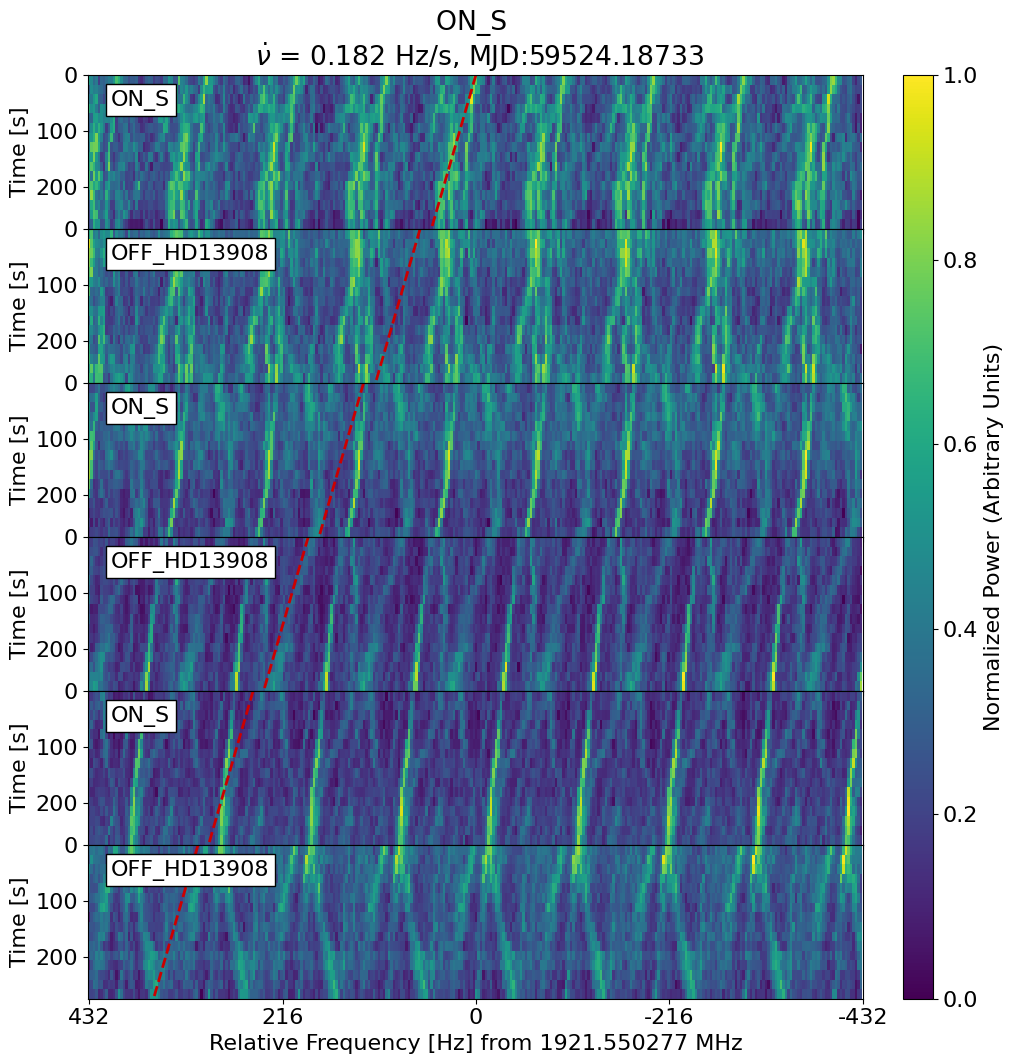 ON_S
ν̇ = 0.182 Hz/s, MJD:59524.18733
0
100
200
Time [s]
ON_S
0
100
200
Time [s]
OFF_HD13908
0
100
200
Time [s]
ON_S
0
100
200
Time [s]
OFF_HD13908
0
100
200
Time [s]
ON_S
0
100
200
Time [s]
OFF_HD13908
432 216 0 -216 -432
Relative Frequency [Hz] from 1921.550277 MHz
1.0
0.8
0.6
0.4
0.2
0.0
Normalized Power (Arbitrary Units)